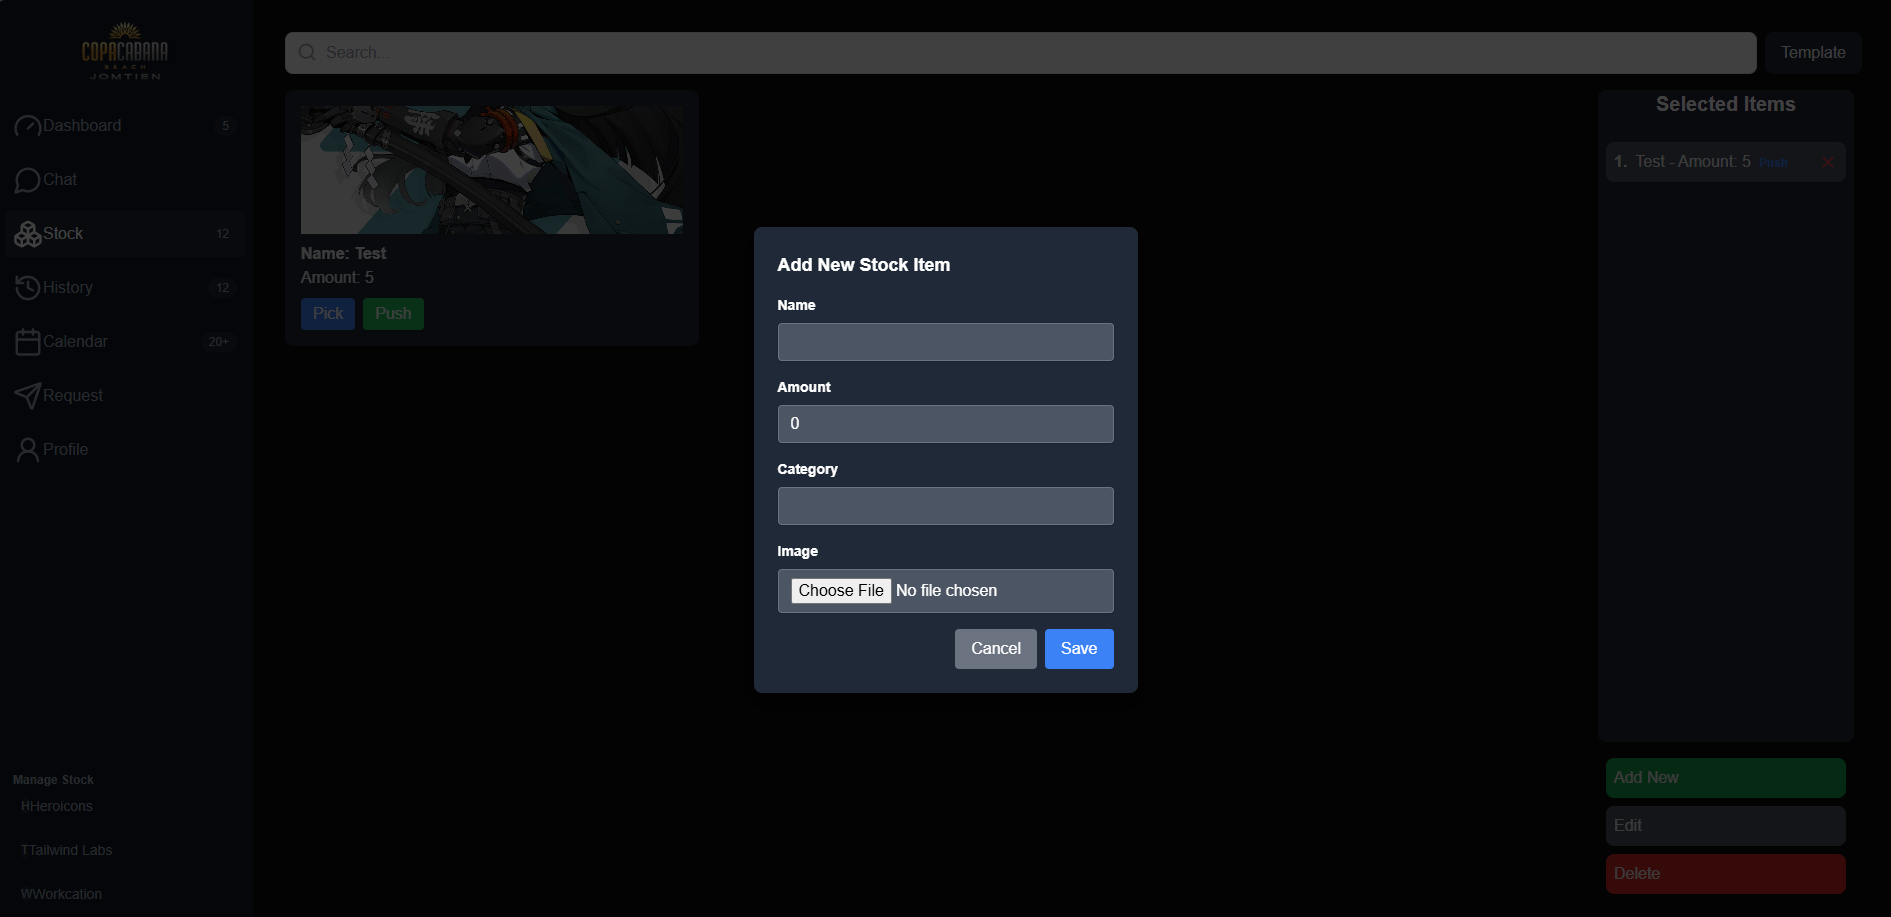 COPACABANA
BEACH
JOMTIEN
Dashboard 5
Chat
Stock 12
History 12
Calendar 20+
Request
Profile
Manage Stock
HHeroicons
TTailwind Labs
WWorkcation
Search...
Template
Name: Test
Amount: 5
Pick Push
Add New Stock Item
Name
Amount
0
Category
Image
Choose File No file chosen
Cancel Save
Selected Items
1. Test - Amount: 5 Push
Add New
Edit
Delete